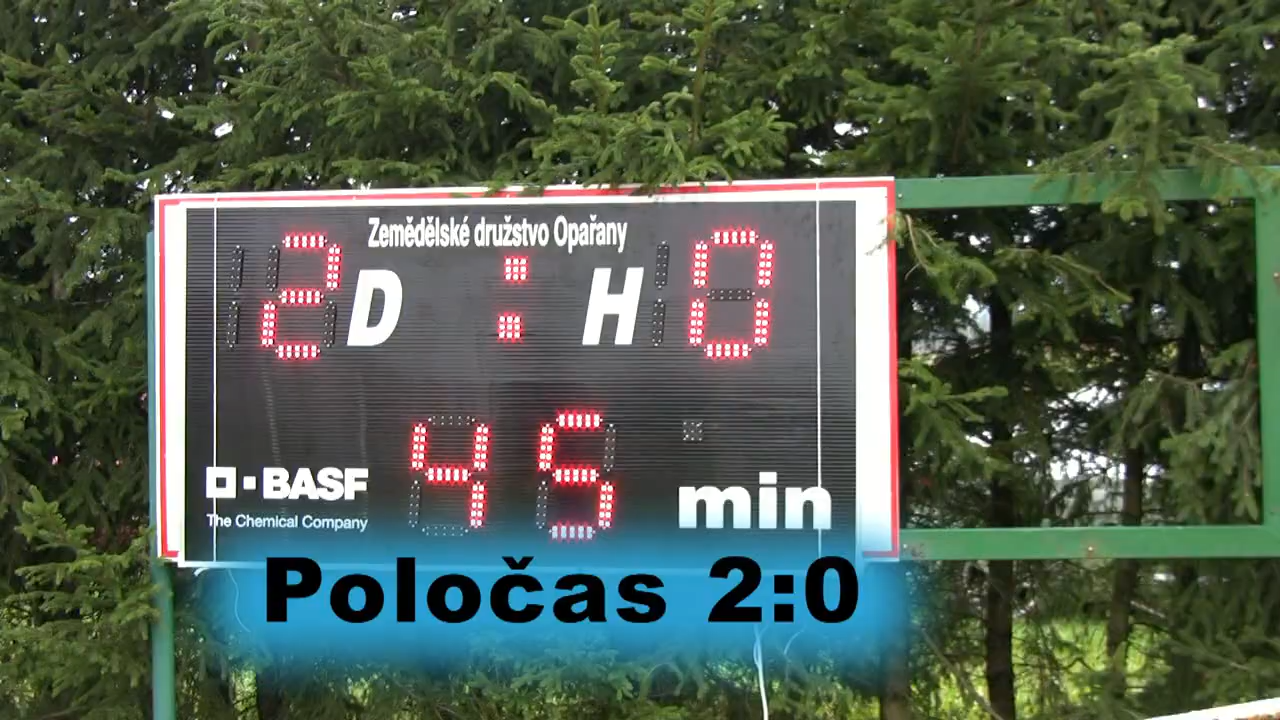 Zemědělské družstvo Opařany
2 D : H 0
45 min
BASF
The Chemical Company
Poločas 2:0